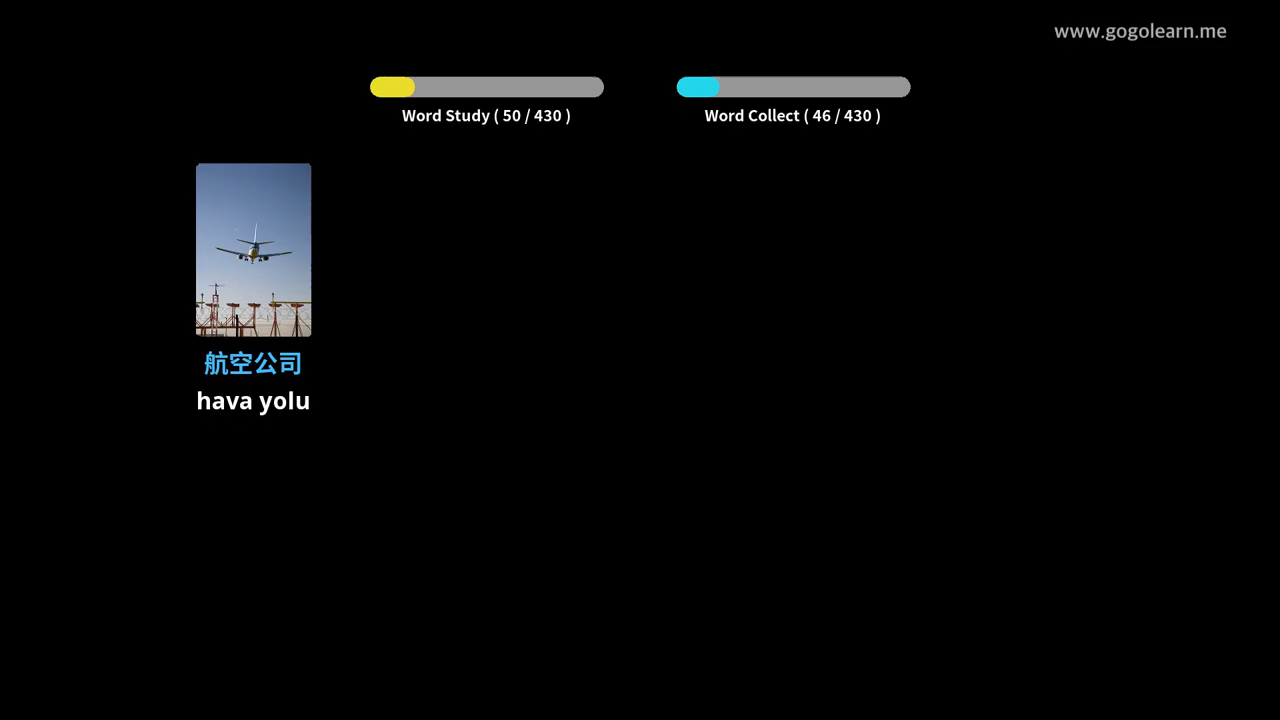 www.gogolearn.me
Word Study ( 50 / 430 )
Word Collect ( 46 / 430 )
航空公司
hava yolu